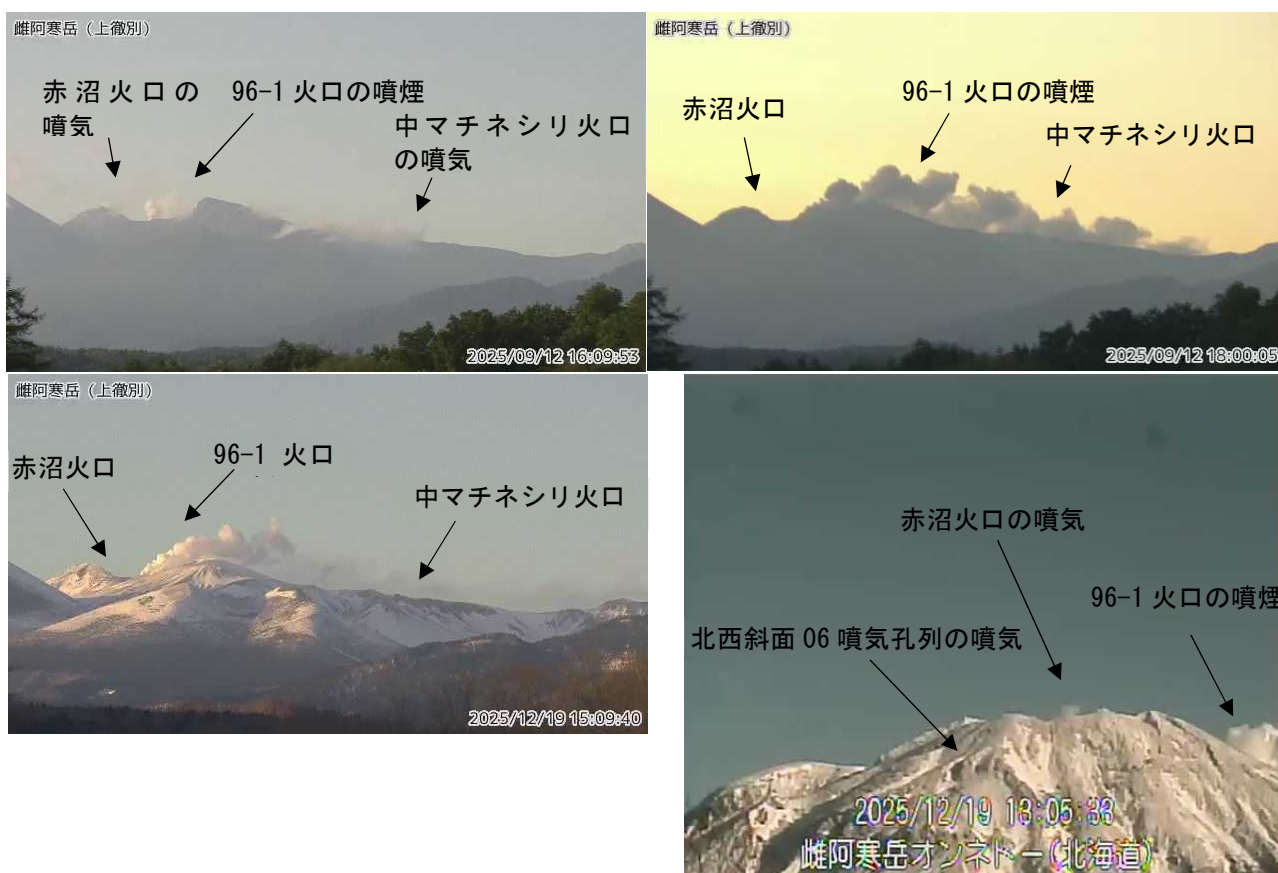 雌阿寒岳（上徹別）
赤沼火口の
噴気
96-1 火口の噴煙
中マチネシリ火口
の噴気
2025/09/12 16:09:53
雌阿寒岳（上徹別）
赤沼火口
96-1 火口の噴煙
中マチネシリ火口
2025/09/12 18:00:05
雌阿寒岳（上徹別）
赤沼火口
96-1 火口
中マチネシリ火口
2025/12/19 15:09:40
赤沼火口の噴気
96-1 火口の噴煙
北西斜面 06 噴気孔列の噴気
2025/12/19 13:05:33
雌阿寒岳オンネトー(北海道)